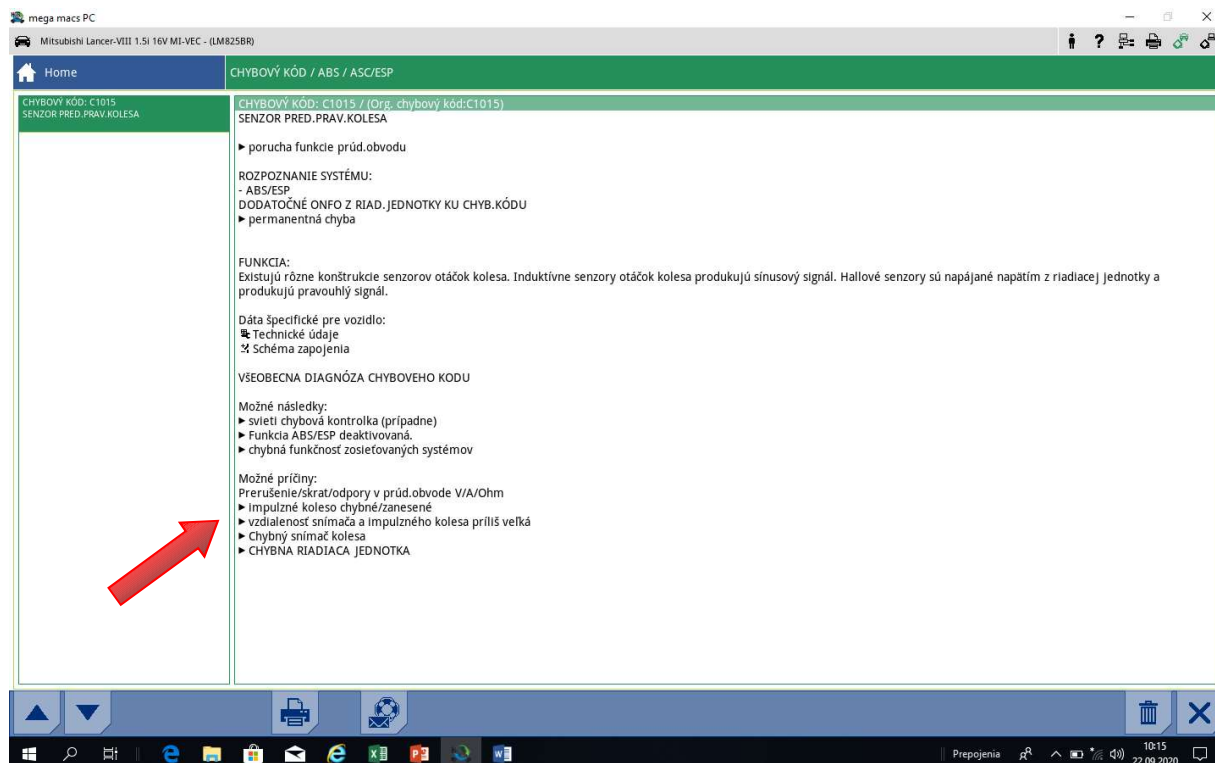 mega macs PC
Mitsubishi Lancer-VIII 1.5i 16V MI-VEC - (LM825BR)
Home
CHYBOVÝ KÓD / ABS / ASC/ESP
CHYBOVÝ KÓD: C1015
SENZOR PRED.PRAV.KOLESA
CHYBOVÝ KÓD: C1015 / (Org. chybový kód:C1015)
SENZOR PRED.PRAV.KOLESA
► porucha funkcie prúd.obvodu
ROZPOZNANIE SYSTÉMU:
- ABS/ESP
DODATOČNÉ ONFO Z RIAD.JEDNOTKY KU CHYB.KÓDU
► permanentná chyba
FUNKCIA:
Existujú rôzne konštrukcie senzorov otáčok kolesa. Induktívne senzory otáčok kolesa produkujú sínusový signál. Hallové senzory sú napájané napätím z riadiacej jednotky a
produkujú pravouhlý signál.
Dáta špecifické pre vozidlo:
Technické údaje
Schéma zapojenia
VšEOBECNA DIAGNÓZA CHYBOVEHO KODU
Možné následky:
► svieti chybová kontrolka (prípadne)
► Funkcia ABS/ESP deaktivovaná.
► chybná funkčnosť zosieťovaných systémov
Možné príčiny:
Prerušenie/skrat/odpory v prúd.obvode V/A/Ohm
► impulzné koleso chybné/zanesené
► vzdialenosť snímača a impulzného kolesa príliš veľká
► Chybný snímač kolesa
► CHYBNA RIADIACA JEDNOTKA
Prepojenia
10:15
22.09.2020